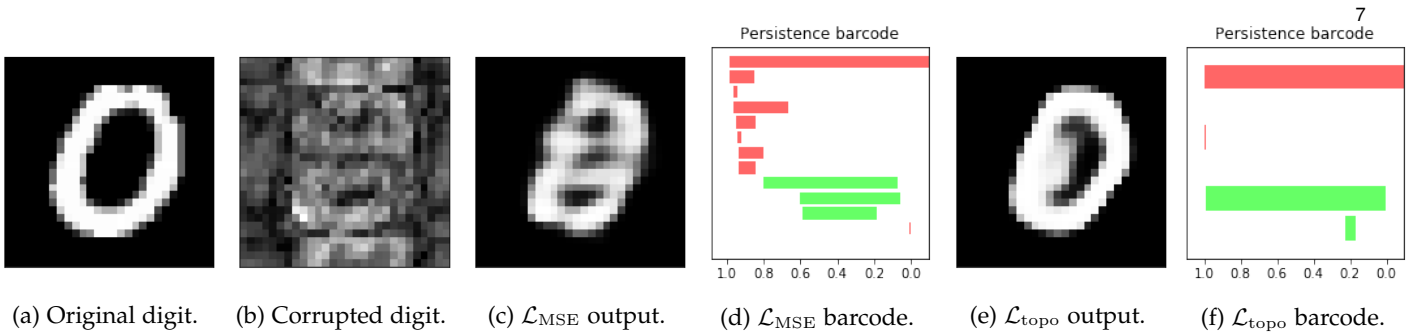 7
Persistence barcode
Persistence barcode
1.0 0.8 0.6 0.4 0.2 0.0
1.0 0.8 0.6 0.4 0.2 0.0
(a) Original digit.
(b) Corrupted digit.
(c) ℒMSE output.
(d) ℒMSE barcode.
(e) ℒtopo output.
(f) ℒtopo barcode.